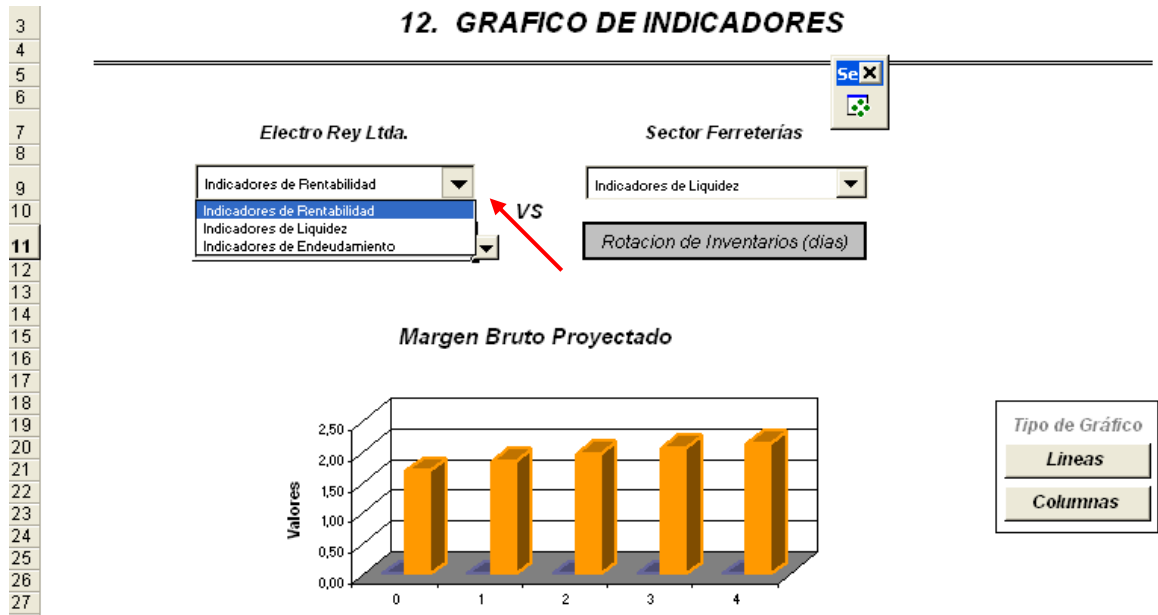 3
12. GRAFICO DE INDICADORES
4
5
Se
6
7
Electro Rey Ltda.
Sector Ferreterías
8
9
Indicadores de Rentabilidad
Indicadores de Liquidez
10
Indicadores de Rentabilidad
VS
Indicadores de Liquidez
11
Indicadores de Endeudamiento
Rotacion de Inventarios (dias)
12
13
14
15
Margen Bruto Proyectado
16
17
18
19
Tipo de Gráfico
20
Lineas
21
22
Columnas
23
24
25
26
27
Valores
2,50
2,00
1,50
1,00
0,50
0,00
0 1 2 3 4